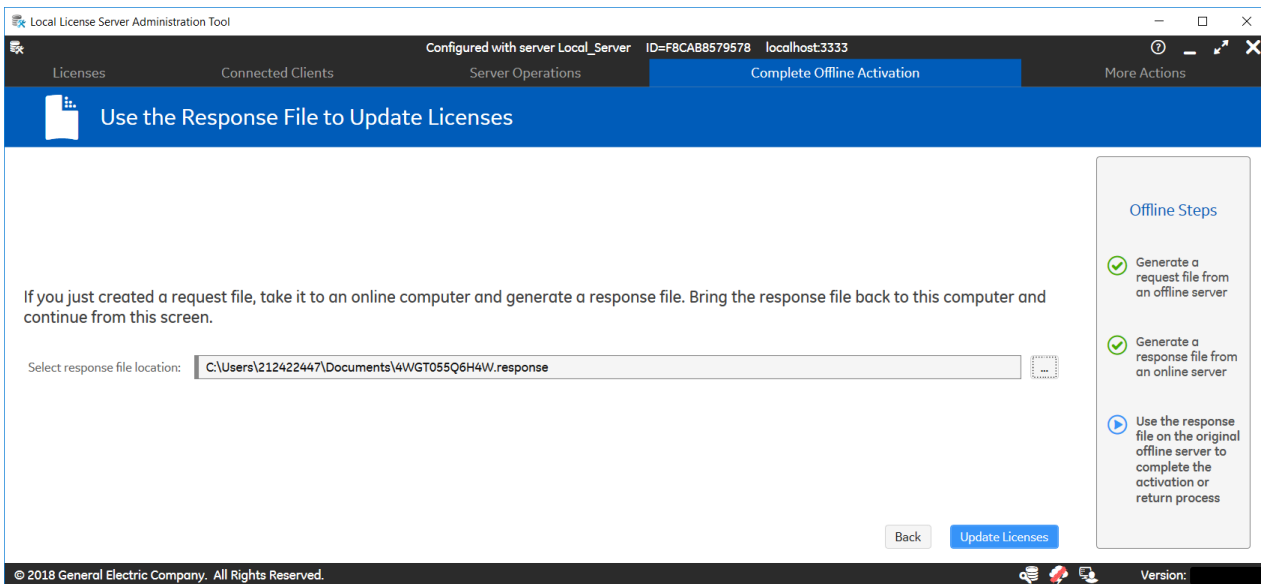 Local License Server Administration Tool
Configured with server Local_Server ID=F8CAB8579578 localhost:3333
Licenses Connected Clients Server Operations Complete Offline Activation More Actions
Use the Response File to Update Licenses
If you just created a request file, take it to an online computer and generate a response file. Bring the response file back to this computer and
continue from this screen.
Select response file location: C:\Users\212422447\Documents\4WGT055Q6H4W.response ...
Back Update Licenses
Offline Steps
Generate a
request file from
an offline server
Generate a
response file from
an online server
Use the response
file on the original
offline server to
complete the
activation or
return process
© 2018 General Electric Company. All Rights Reserved. Version: